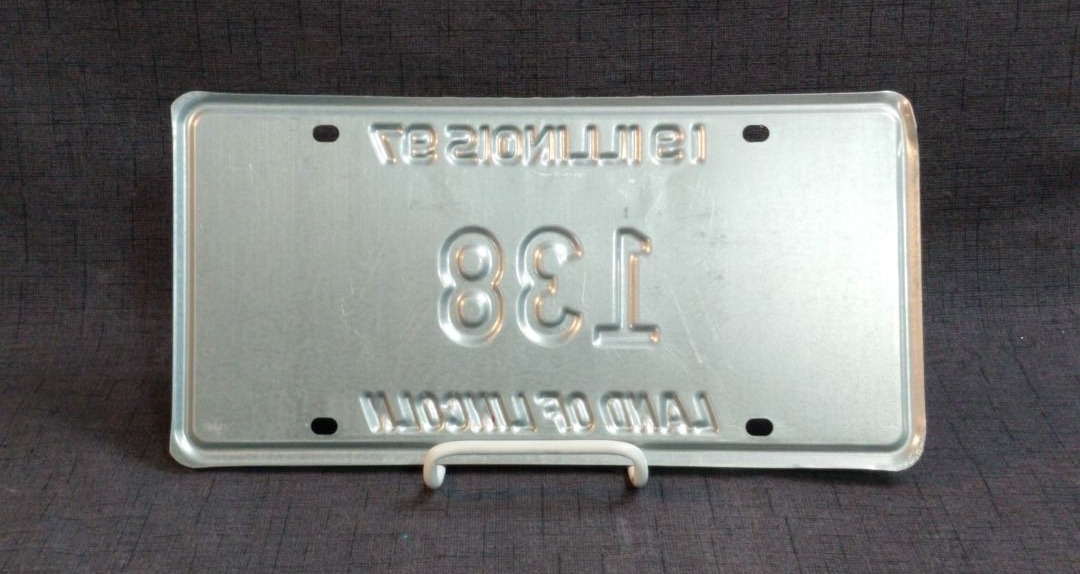 19 ILLINOIS 97
138
LAND OF LINCOLN